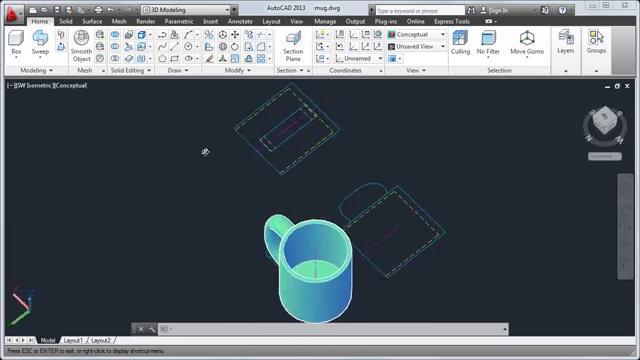 3D Modeling
AutoCAD 2013 mug.dwg
Type a keyword or phrase
Sign In
Home Solid Surface Mesh Render Parametric Insert Annotate Layout View Manage Output Plug-ins Online Express Tools
Box Sweep
Smooth Object
Section Plane
Conceptual
Unsaved View
Unnamed
Culling No Filter Move Gizmo
Layers Groups
Modeling Mesh Solid Editing Draw Modify Section Coordinates View Selection
[−][SW Isometric][Conceptual]
Unnamed
Model Layout1 Layout2
Press ESC or ENTER to exit, or right-click to display shortcut-menu.